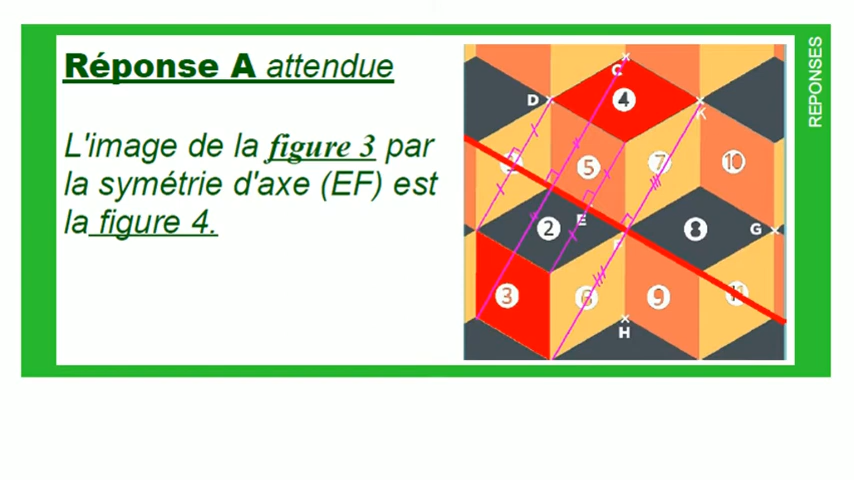 Réponse A attendue
L'image de la figure 3 par
la symétrie d'axe (EF) est
la figure 4.
REPONSES
C
D
4
K
5
7
10
E
2
8
G
3
6
9
11
H